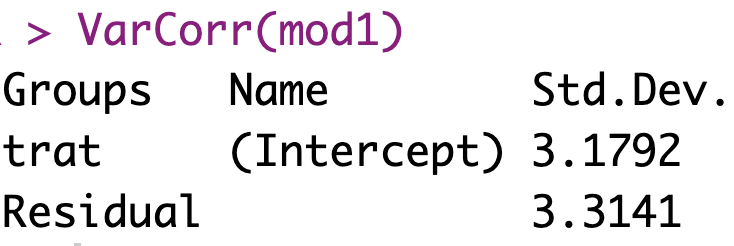 > VarCorr(mod1)
Groups   Name        Std.Dev.
trat     (Intercept) 3.1792
Residual             3.3141